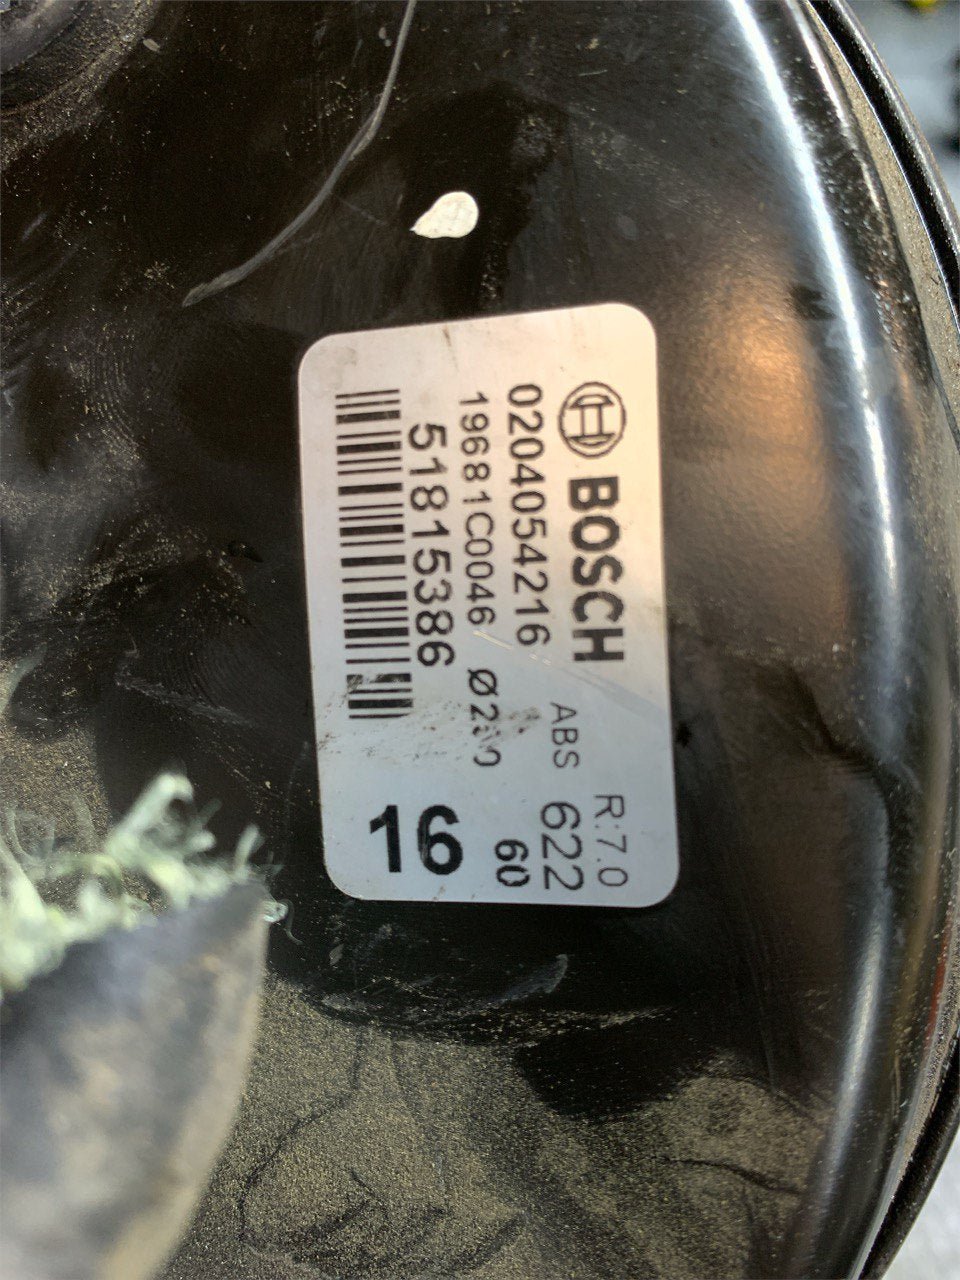 BOSCH
R:7.0
0204054216 ABS 622
19681C0046 60
51815386
16